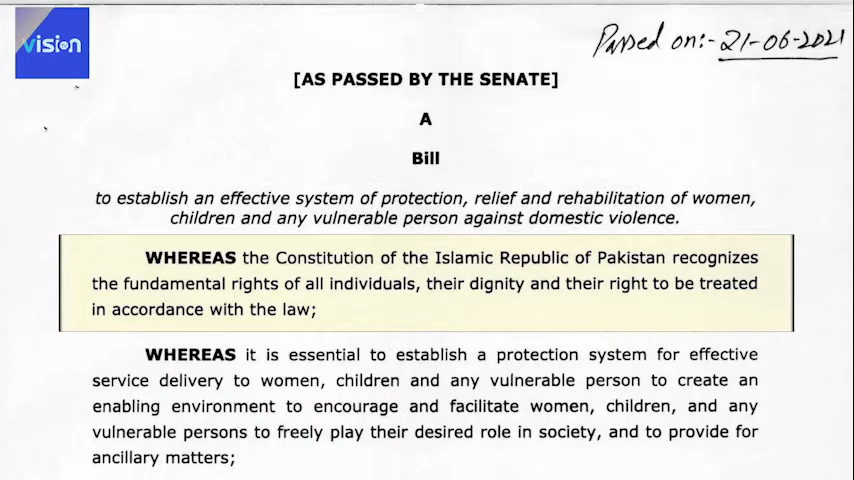 vision
Passed on:- 21-06-2021
[AS PASSED BY THE SENATE]
A
Bill
to establish an effective system of protection, relief and rehabilitation of women,
children and any vulnerable person against domestic violence.
WHEREAS the Constitution of the Islamic Republic of Pakistan recognizes
the fundamental rights of all individuals, their dignity and their right to be treated
in accordance with the law;
WHEREAS it is essential to establish a protection system for effective
service delivery to women, children and any vulnerable person to create an
enabling environment to encourage and facilitate women, children, and any
vulnerable persons to freely play their desired role in society, and to provide for
ancillary matters;